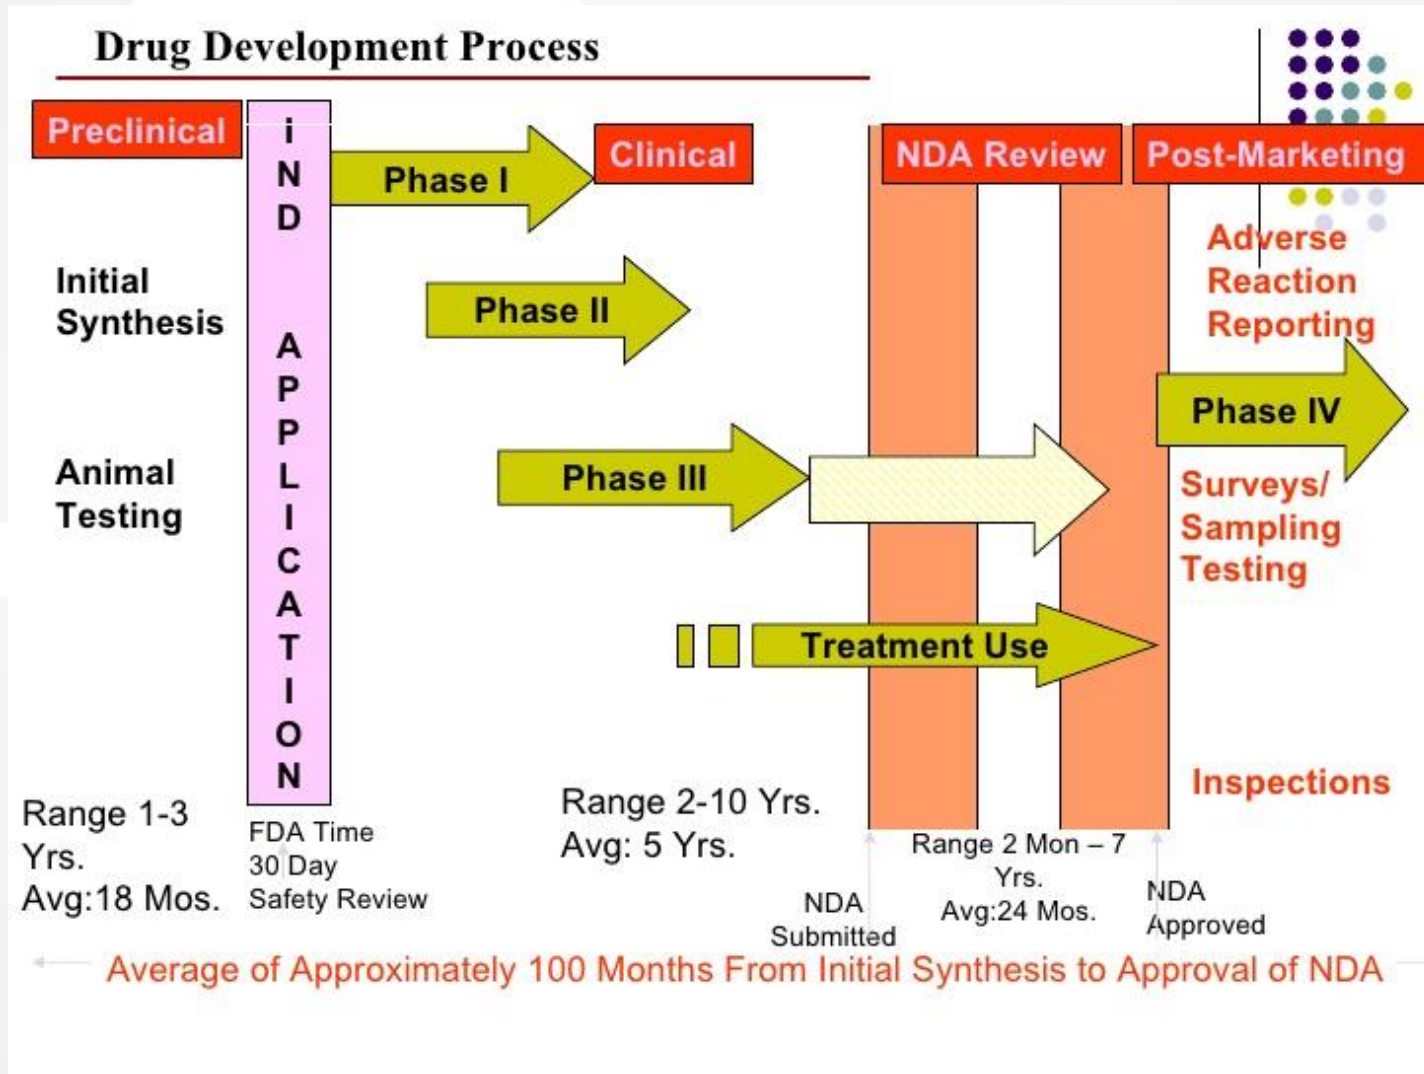 Drug Development Process
Preclinical
iND APPLICATION
Phase I
Clinical
NDA Review
Post-Marketing
Initial
Synthesis
Phase II
Adverse
Reaction
Reporting
Animal
Testing
Phase III
Phase IV
Surveys/
Sampling
Testing
Treatment Use
Inspections
Range 1-3
Yrs.
Avg:18 Mos.
FDA Time
30 Day
Safety Review
Range 2-10 Yrs.
Avg: 5 Yrs.
NDA
Submitted
Range 2 Mon – 7
Yrs.
Avg:24 Mos.
NDA
Approved
Average of Approximately 100 Months From Initial Synthesis to Approval of NDA